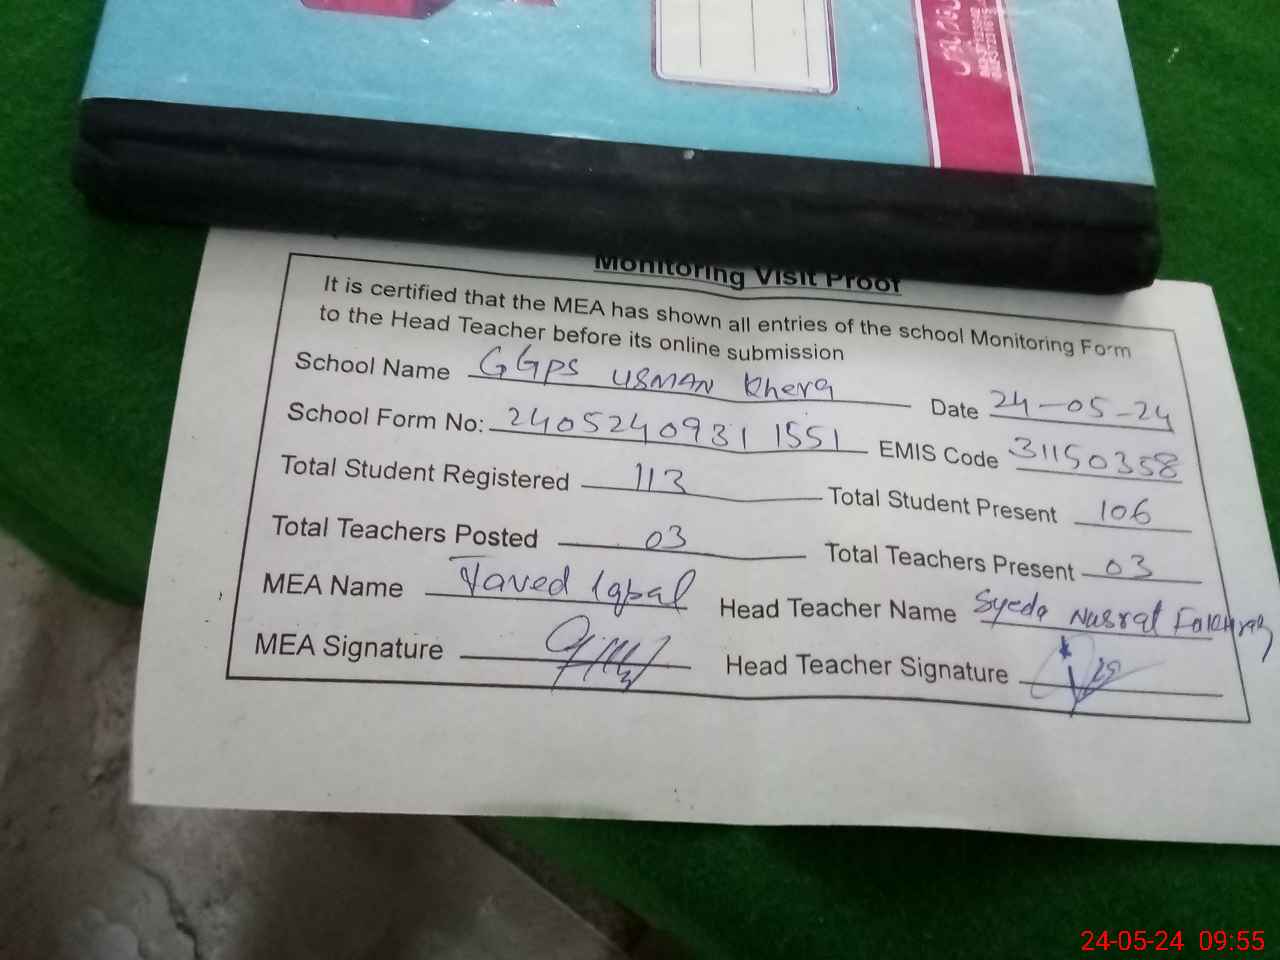 Monitoring Visit Proof
It is certified that the MEA has shown all entries of the school Monitoring Form
to the Head Teacher before its online submission
School Name GGPS USMAN Khera Date 24-05-24
School Form No: 2405240931 1551 EMIS Code 31150358
Total Student Registered 113 Total Student Present 106
Total Teachers Posted 03 Total Teachers Present 03
MEA Name Javed Iqbal Head Teacher Name Syeda Nusrat
MEA Signature Head Teacher Signature
24-05-24 09:55